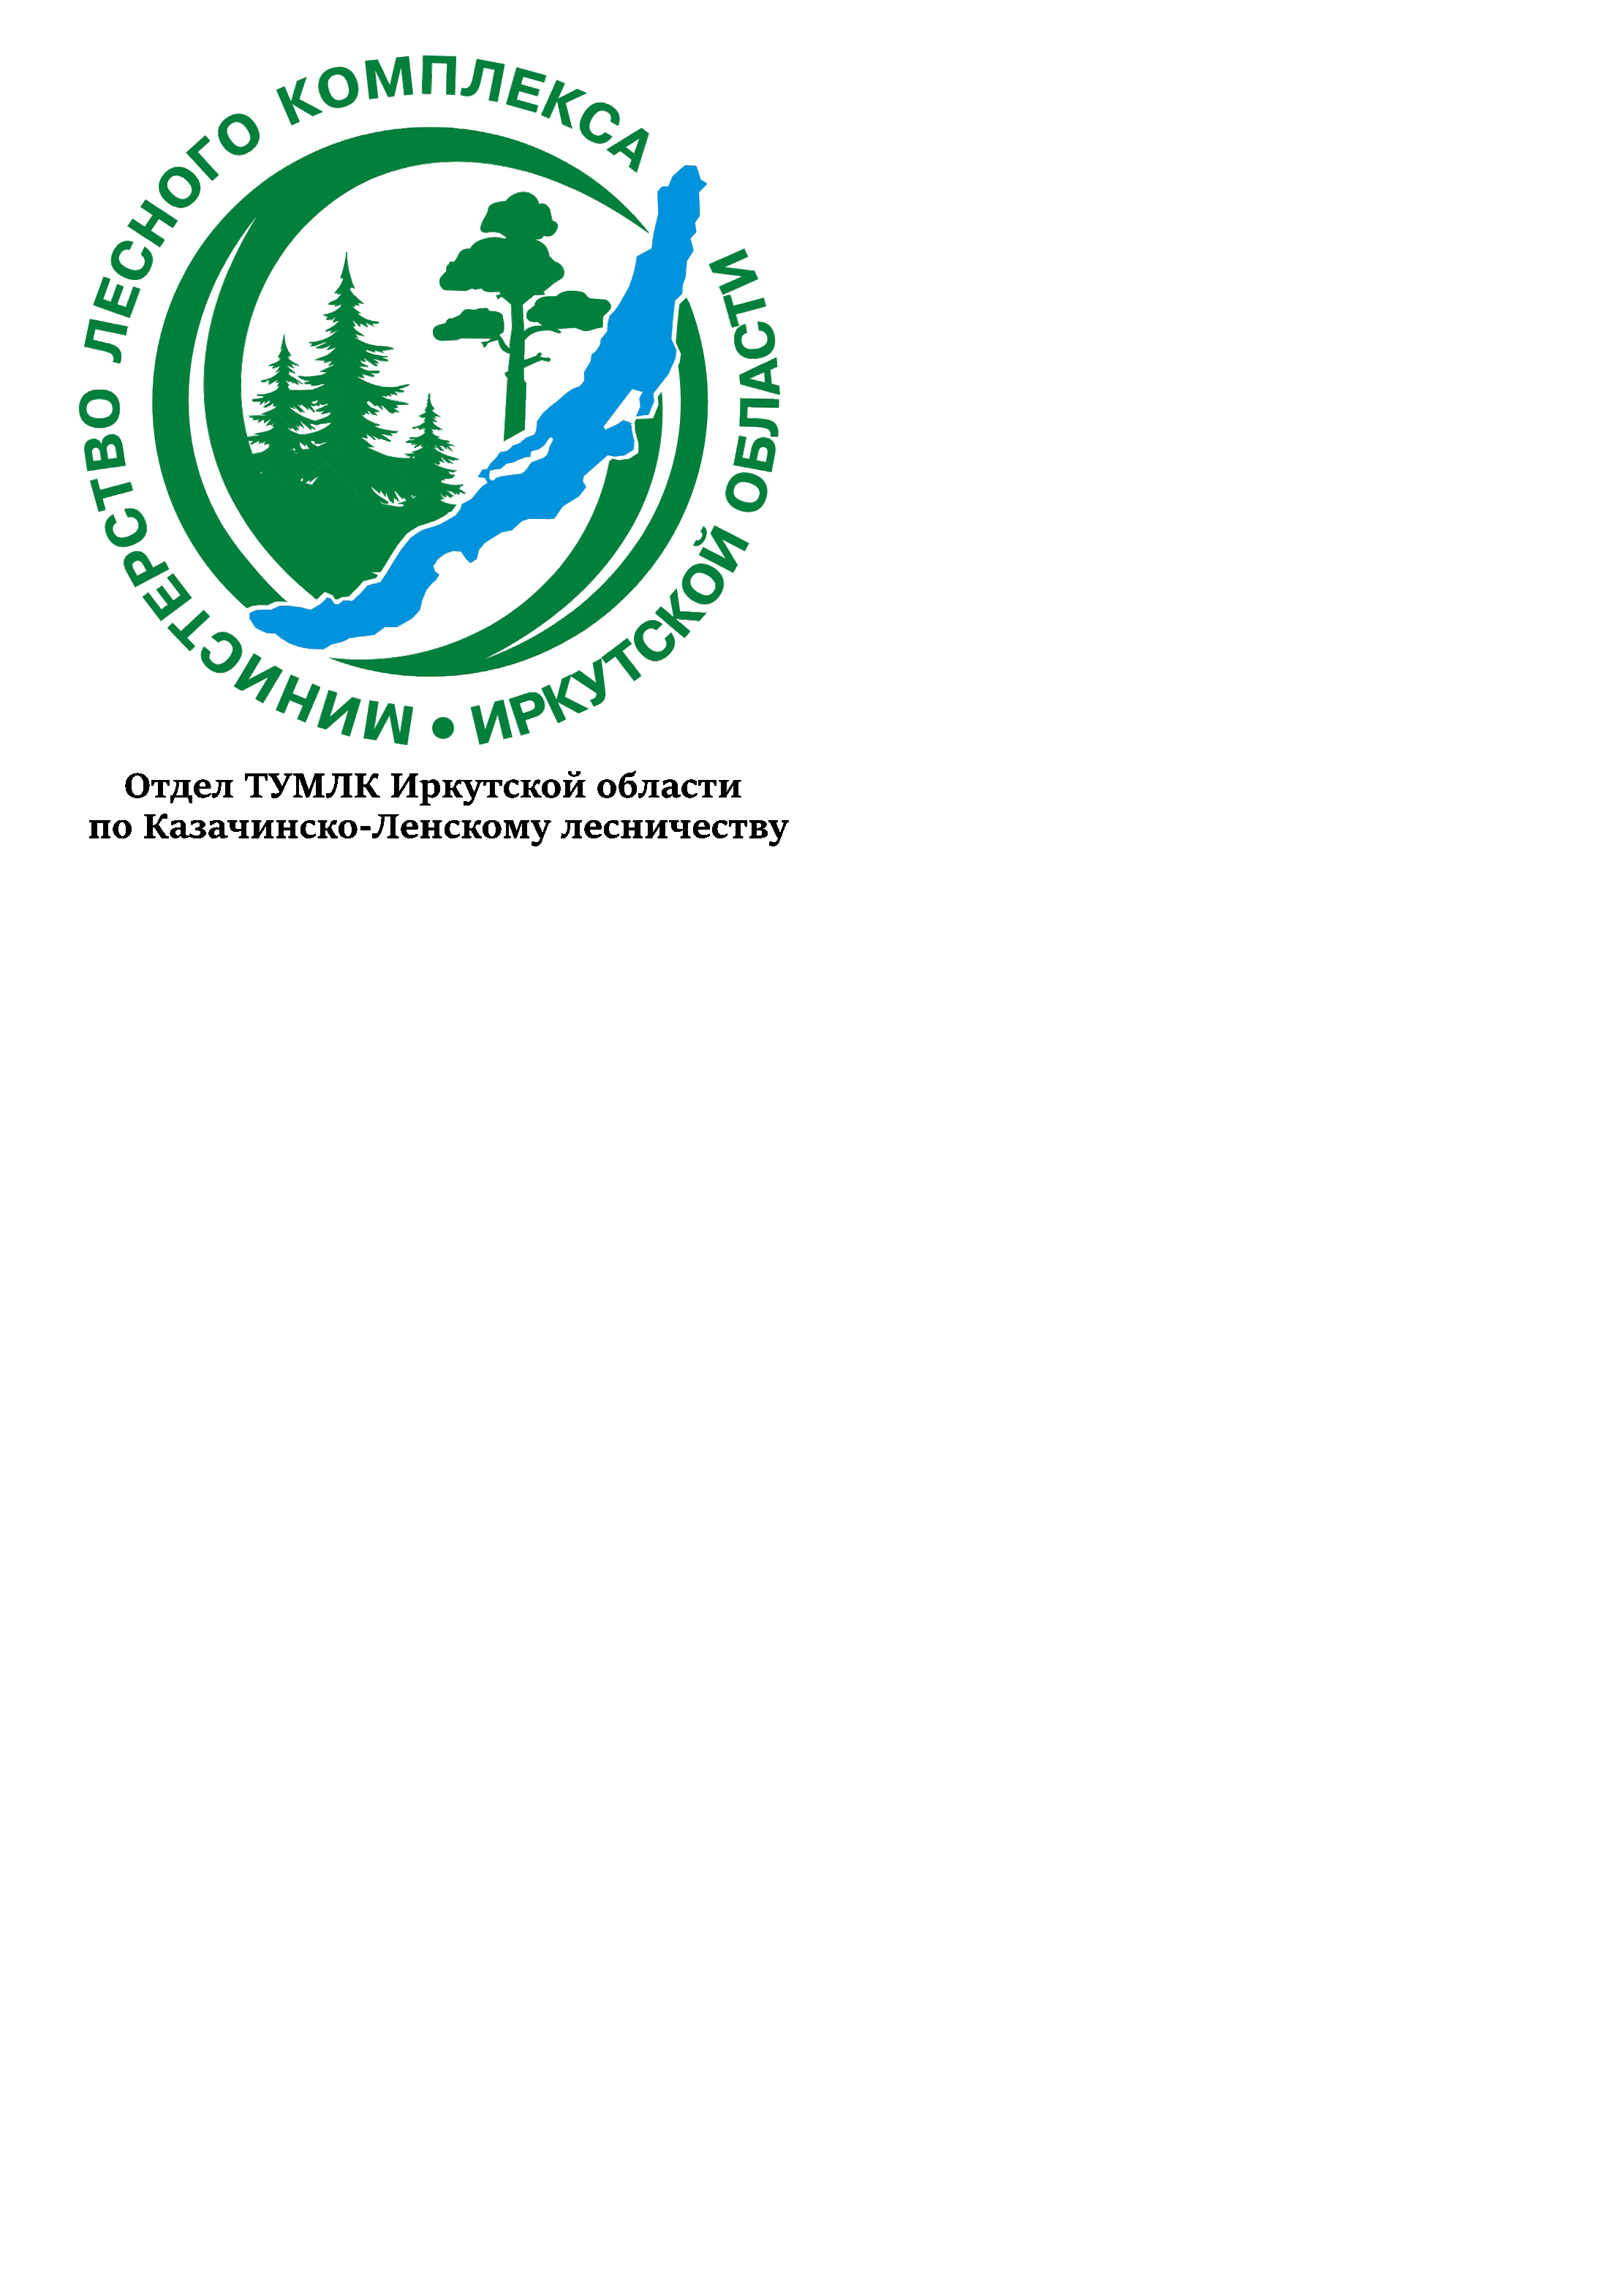 МИНИСТЕРСТВО ЛЕСНОГО КОМПЛЕКСА
ИРКУТСКОЙ ОБЛАСТИ
Отдел ТУМЛК Иркутской области
по Казачинско-Ленскому лесничеству